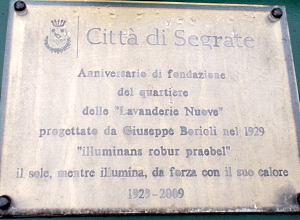 Città di Segrate
Anniversario di fondazione
del quartiere
delle "Lavanderie Nuove"
progettate da Giuseppe Borioli nel 1929
"illuminans robur praebel"
il sole, mentre illumina, da forza con il suo calore
1929-2009